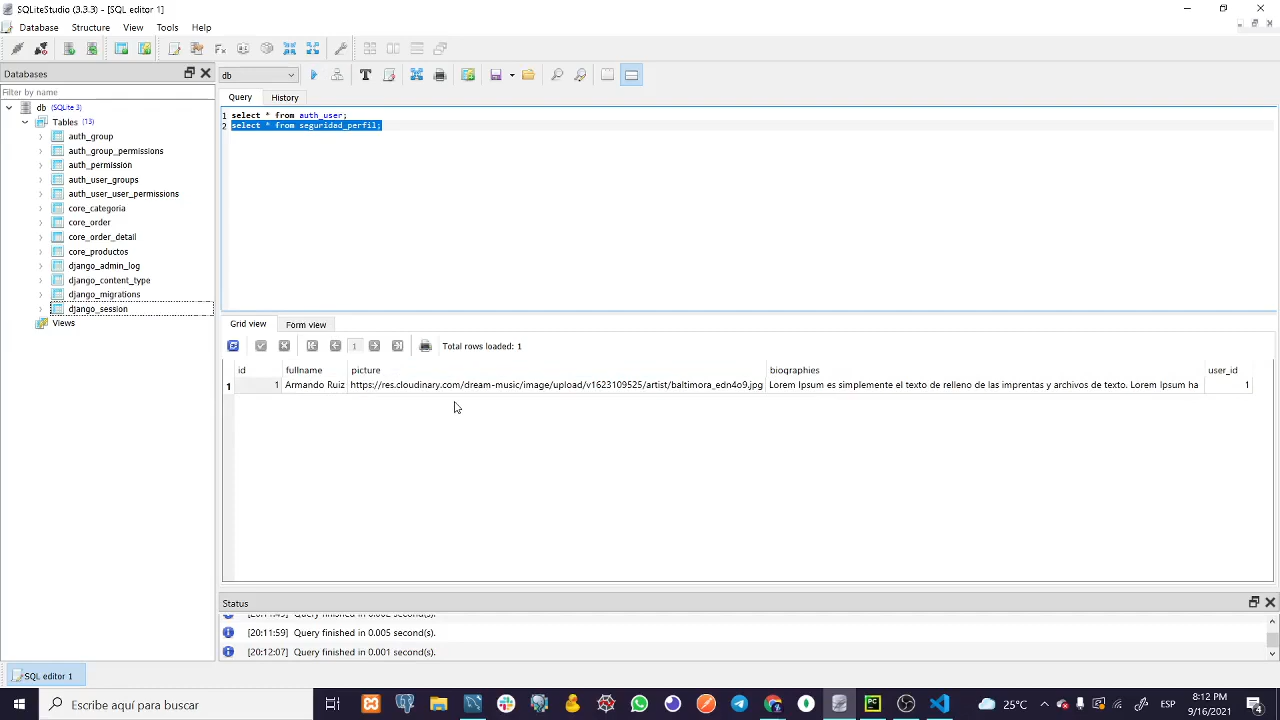 SQLiteStudio (3.3.3) - [SQL editor 1]
Database Structure View Tools Help
Databases
Filter by name
db (SQLite 3)
Tables (13)
auth_group
auth_group_permissions
auth_permission
auth_user_groups
auth_user_user_permissions
core_categoria
core_order
core_order_detail
core_productos
django_admin_log
django_content_type
django_migrations
django_session
Views
db
Query History
1 select * from auth_user;
2 select * from seguridad_perfil;
Grid view Form view
1 Total rows loaded: 1
id fullname picture biographies user_id
1 1 Armando Ruiz https://res.cloudinary.com/dream-music/image/upload/v1623109525/artist/baltimora_edn4o9.jpg Lorem Ipsum es simplemente el texto de relleno de las imprentas y archivos de texto. Lorem Ipsum ha 1
Status
[20:11:59] Query finished in 0.005 second(s).
[20:12:07] Query finished in 0.001 second(s).
SQL editor 1
Escribe aquí para buscar
25°C
ESP
8:12 PM
9/16/2021